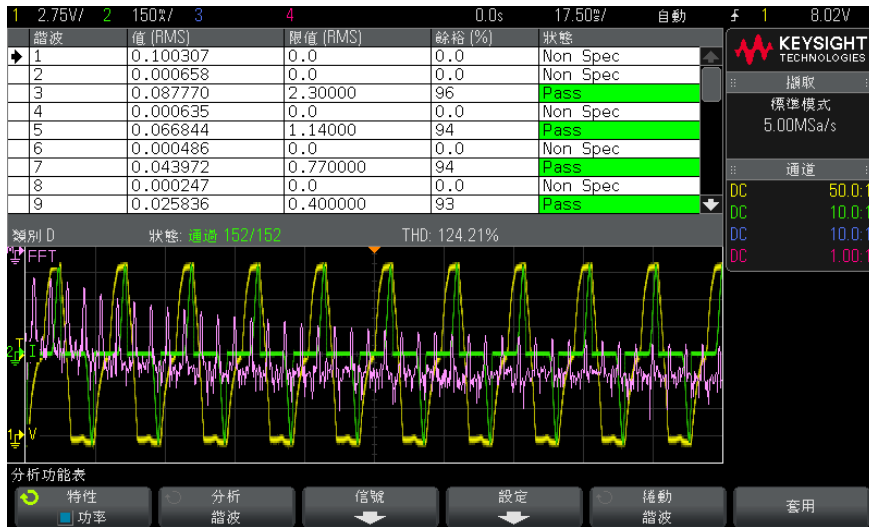 1 2.75V/ 2 150%/ 3 4 0.0s 17.50%/ 自動 1 8.02V
諧波 值 (RMS) 限值 (RMS) 餘裕 (%) 狀態
1 0.100307 0.0 0.0 Non Spec
2 0.000658 0.0 0.0 Non Spec
3 0.087770 2.30000 96 Pass
4 0.000635 0.0 0.0 Non Spec
5 0.066844 1.14000 94 Pass
6 0.000486 0.0 0.0 Non Spec
7 0.043972 0.770000 94 Pass
8 0.000247 0.0 0.0 Non Spec
9 0.025836 0.400000 93 Pass
類別 D 狀態: 通過 152/152 THD: 124.21%
KEYSIGHT
TECHNOLOGIES
擷取
標準模式
5.00MSa/s
通道
DC 50.0:1
DC 10.0:1
DC 10.0:1
DC 1.00:1
FFT
2 I
1 V
分析功能表
特性
功率
分析
諧波
信號
設定
捲動
諧波
套用